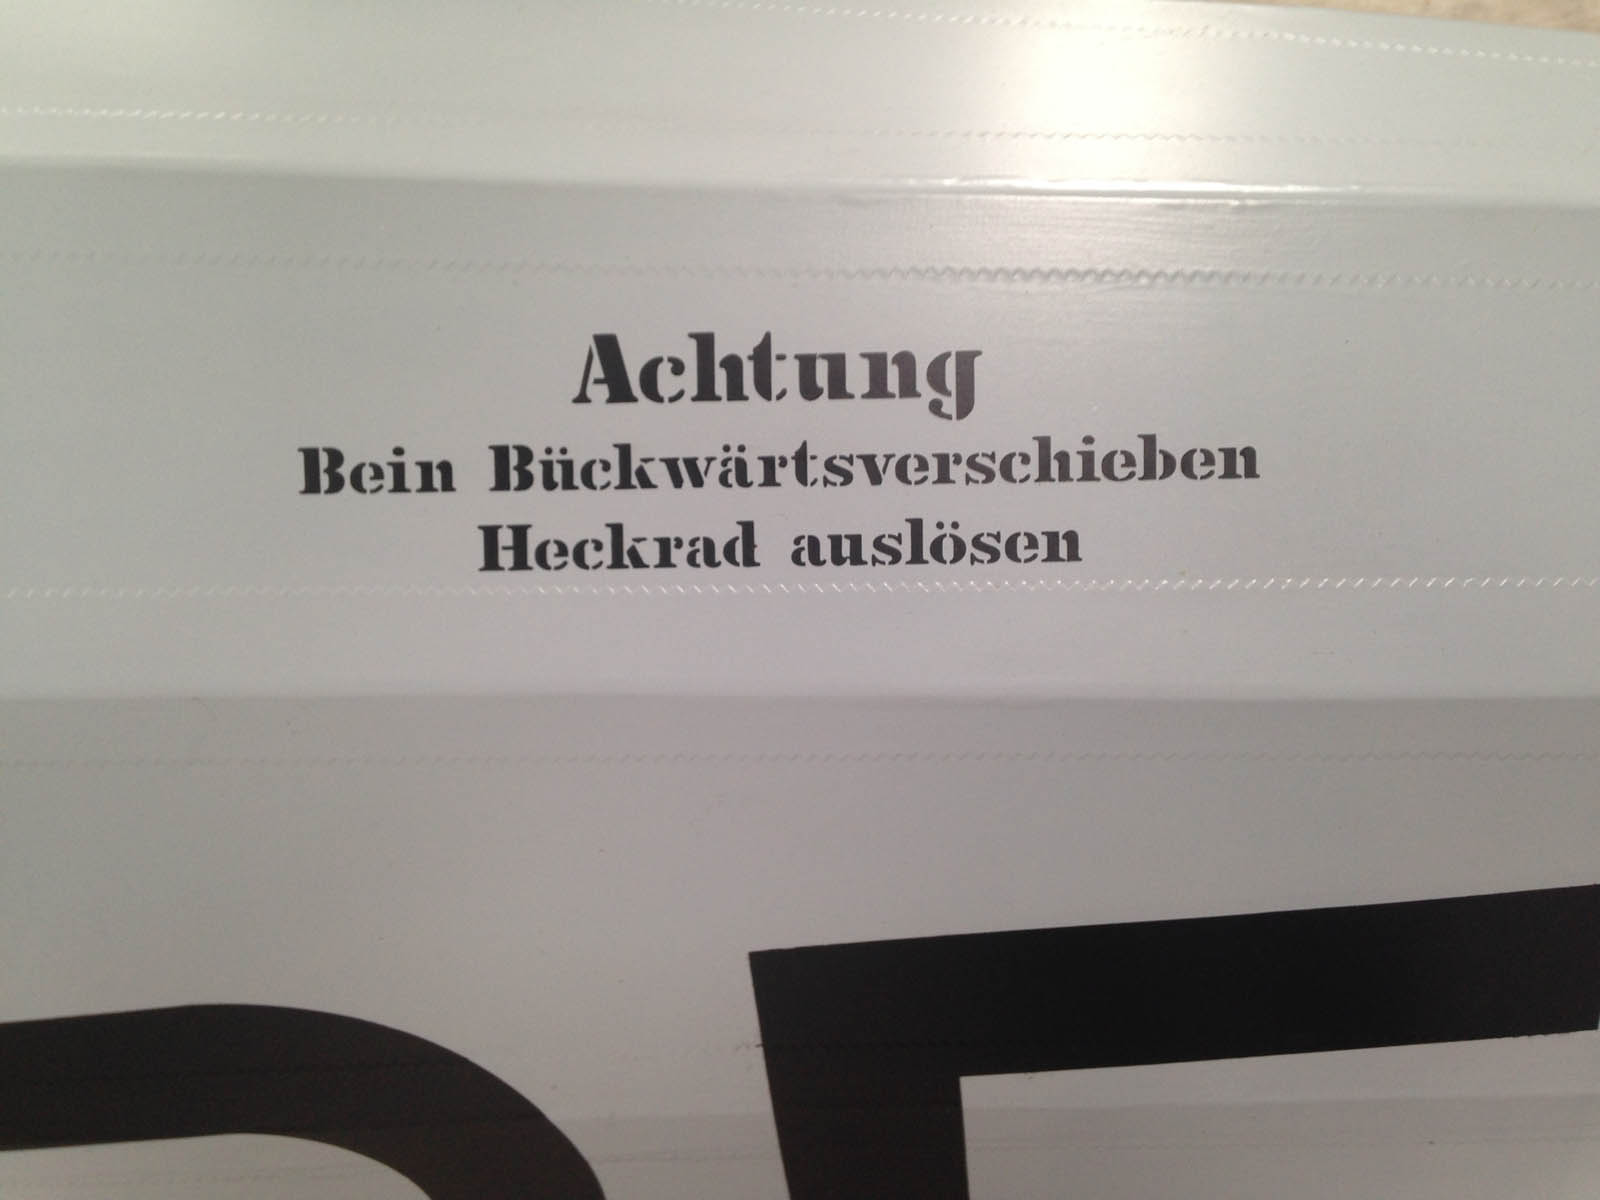 Achtung
Bein Bückwärtsverschieben
Heckrad auslösen